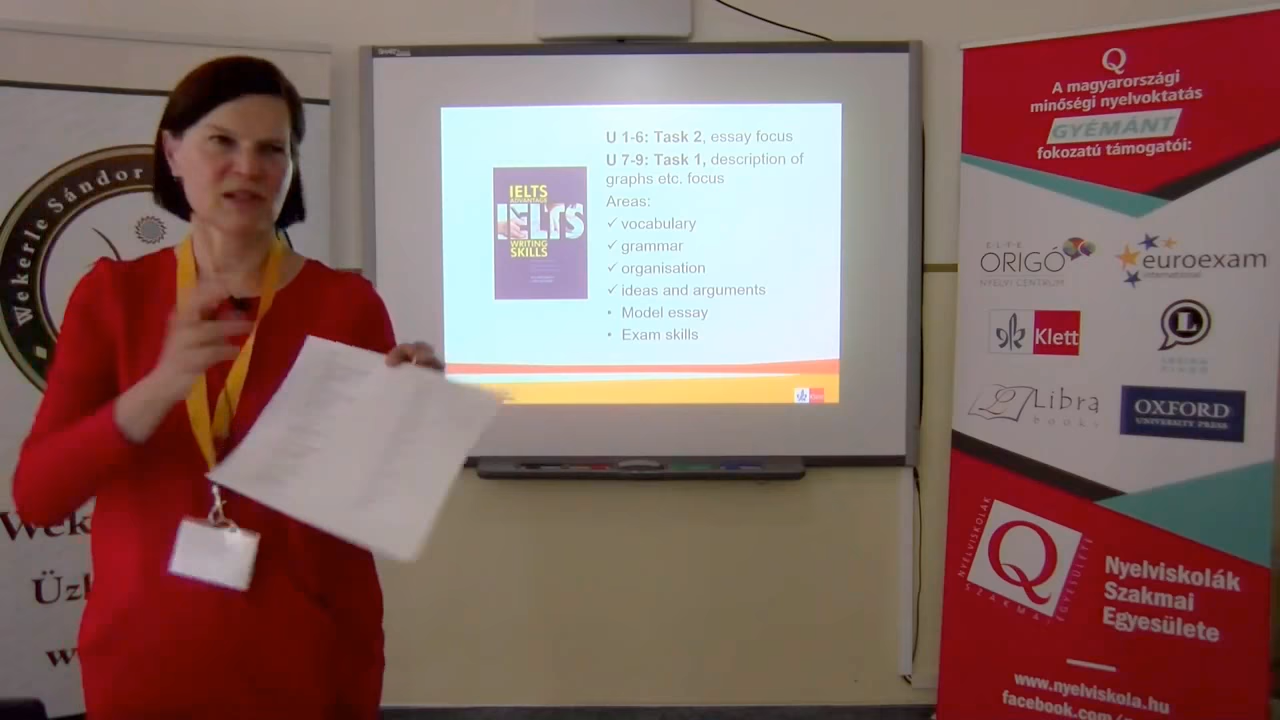 Wekerle Sándor
Wek
Üz
w
SMART
U 1-6: Task 2, essay focus
U 7-9: Task 1, description of
graphs etc. focus
Areas:
✓ vocabulary
✓ grammar
✓ organisation
✓ ideas and arguments
• Model essay
• Exam skills
IELTS
ADVANTAGE
IELTS
WRITING
SKILLS
Klett
Q
A magyarországi
minőségi nyelvoktatás
GYÉMÁNT
fokozatú támogatói:
ELTE
ORIGÓ
NYELVI CENTRUM
euroexam
international
Klett
L
Libra
books
OXFORD
UNIVERSITY PRESS
NYELVISKOLÁK
Q
SZAKMAI
EGYESÜLETE
Nyelviskolák
Szakmai
Egyesülete
www.nyelviskola.hu
facebook.com/